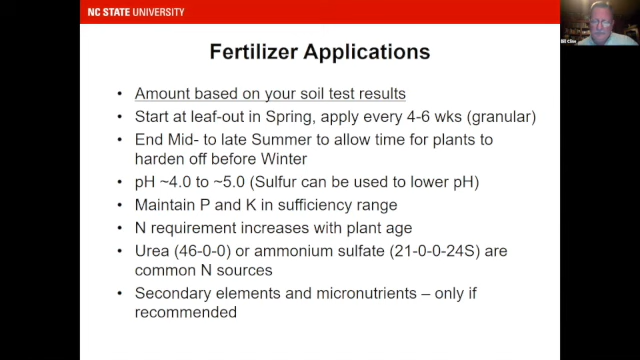 NC STATE UNIVERSITY
Bill Cline
Fertilizer Applications
• Amount based on your soil test results
• Start at leaf-out in Spring, apply every 4-6 wks (granular)
• End Mid- to late Summer to allow time for plants to
harden off before Winter
• pH ~4.0 to ~5.0 (Sulfur can be used to lower pH)
• Maintain P and K in sufficiency range
• N requirement increases with plant age
• Urea (46-0-0) or ammonium sulfate (21-0-0-24S) are
common N sources
• Secondary elements and micronutrients – only if
recommended